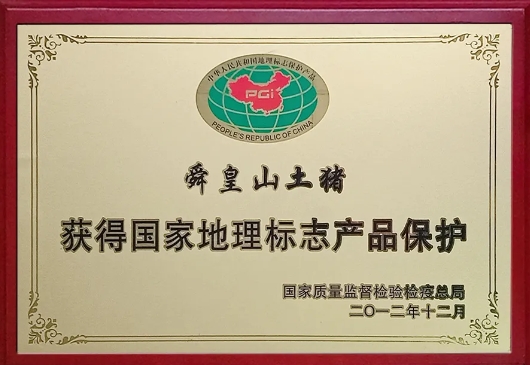 中华人民共和国地理标志保护产品
PGI
PEOPLE'S REPUBLIC OF CHINA
舜皇山土猪
获得国家地理标志产品保护
国家质量监督检验检疫总局
二〇一二年十二月